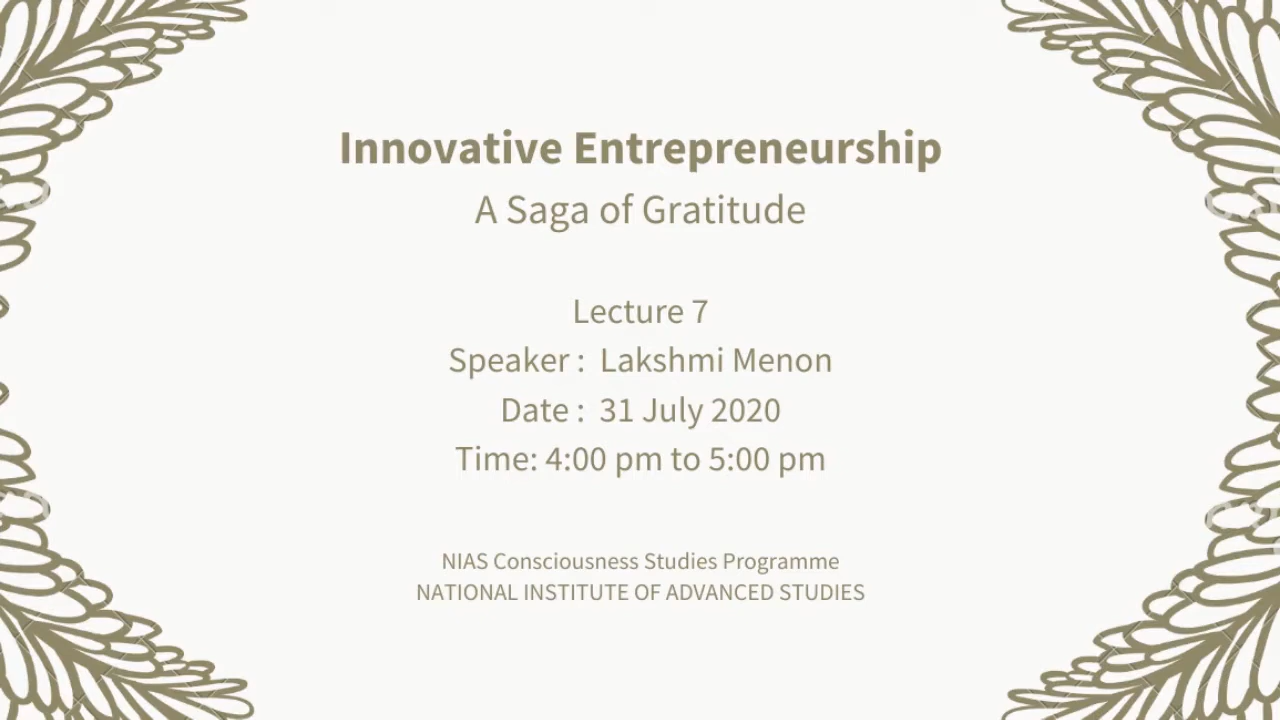 Innovative Entrepreneurship
A Saga of Gratitude
Lecture 7
Speaker :  Lakshmi Menon
Date :  31 July 2020
Time: 4:00 pm to 5:00 pm
NIAS Consciousness Studies Programme
NATIONAL INSTITUTE OF ADVANCED STUDIES